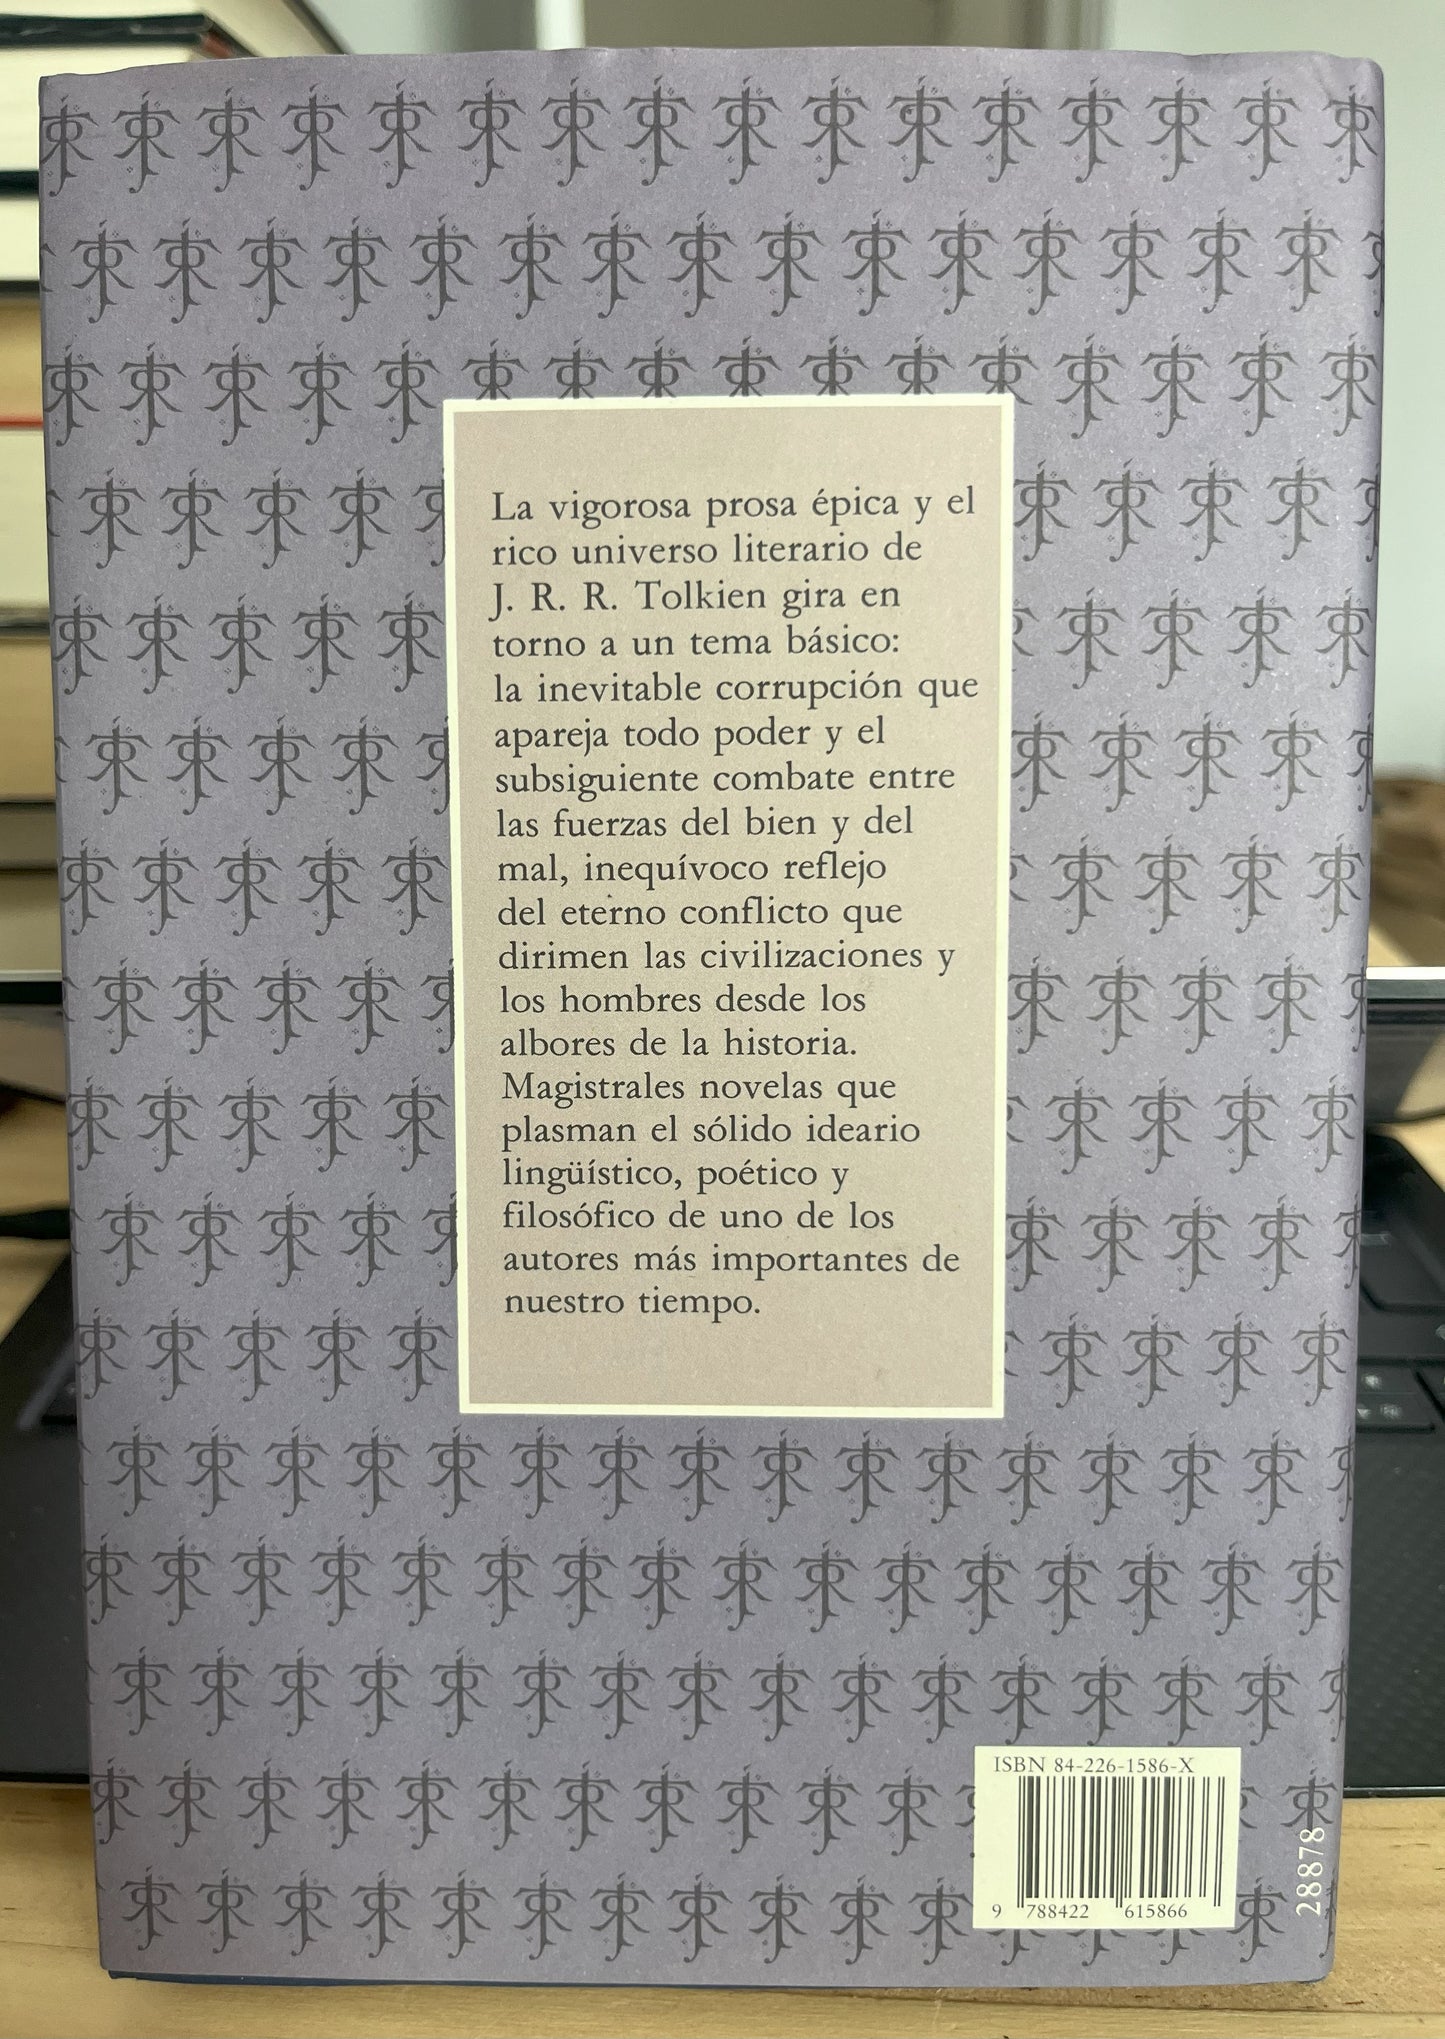 La vigorosa prosa épica y el
rico universo literario de
J. R. R. Tolkien gira en
torno a un tema básico:
la inevitable corrupción que
apareja todo poder y el
subsiguiente combate entre
las fuerzas del bien y del
mal, inequívoco reflejo
del eterno conflicto que
dirimen las civilizaciones y
los hombres desde los
albores de la historia.
Magistrales novelas que
plasman el sólido ideario
lingüístico, poético y
filosófico de uno de los
autores más importantes de
nuestro tiempo.
ISBN 84-226-1586-X
9 788422 615866
28878